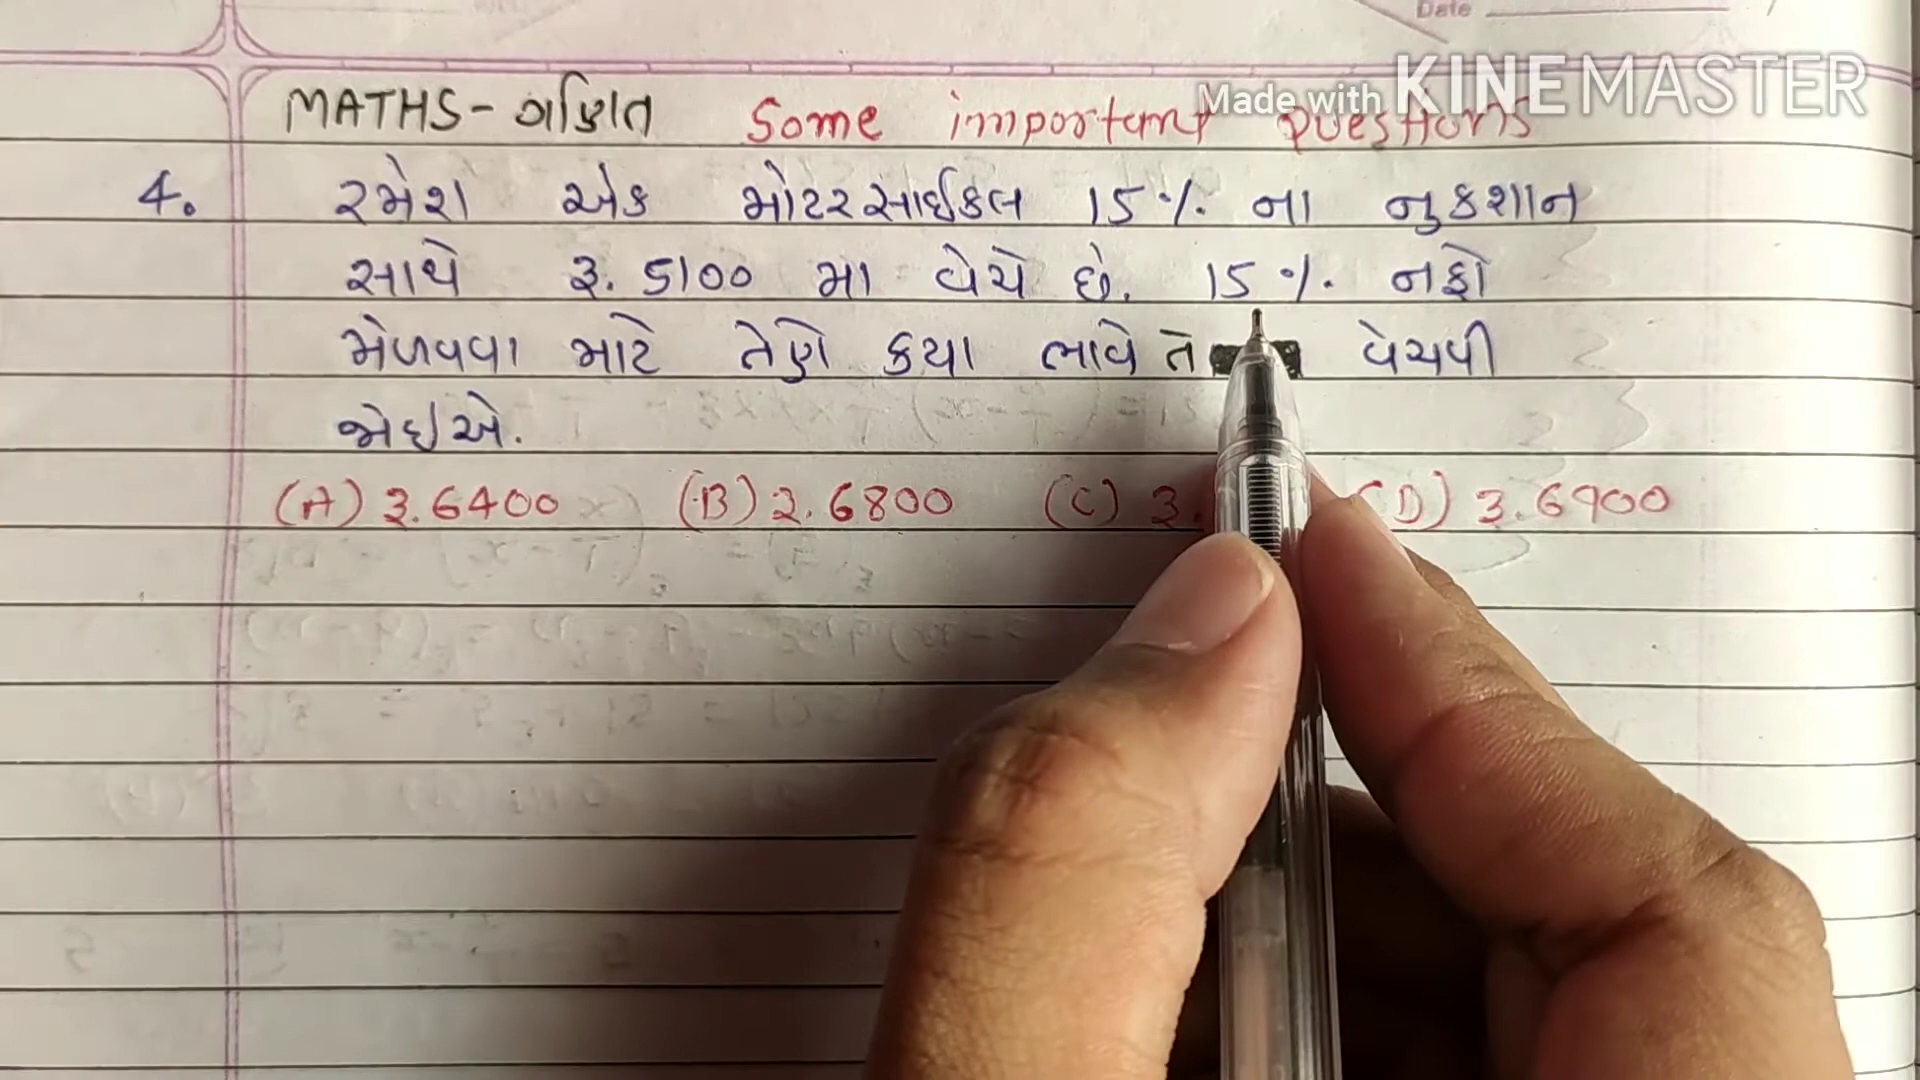 Date
Made with KINEMASTER
MATHS - ગણિત Some important questions
4. રમેશ એક મોટરસાઈકલ 15% ના નુકશાન
સાથે રૂ. 5100 મા વેચે છે. 15% નફો
મેળવવા માટે તેણે કયા ભાવે તે વેચવી
જોઇએ.
(A) રૂ. 6400 (B) રૂ. 6800 (C) રૂ. (D) રૂ. 6900